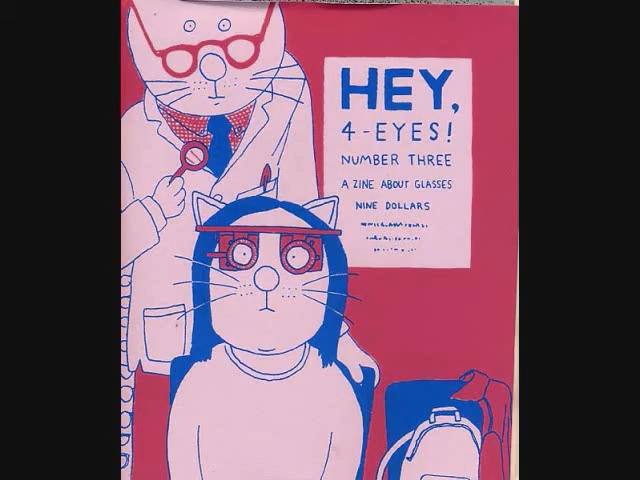 HEY,
4-EYES!
NUMBER THREE
A ZINE ABOUT GLASSES
NINE DOLLARS